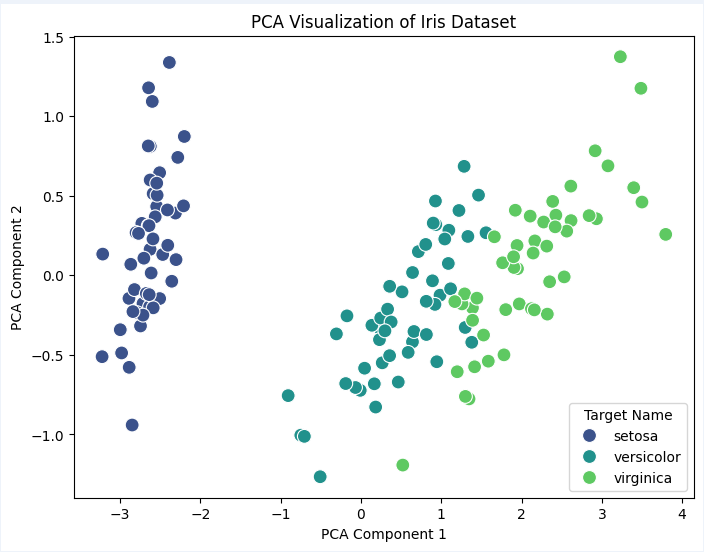 PCA Visualization of Iris Dataset
PCA Component 2
1.5
1.0
0.5
0.0
−0.5
−1.0
Target Name
setosa
versicolor
virginica
−3 −2 −1 0 1 2 3 4
PCA Component 1